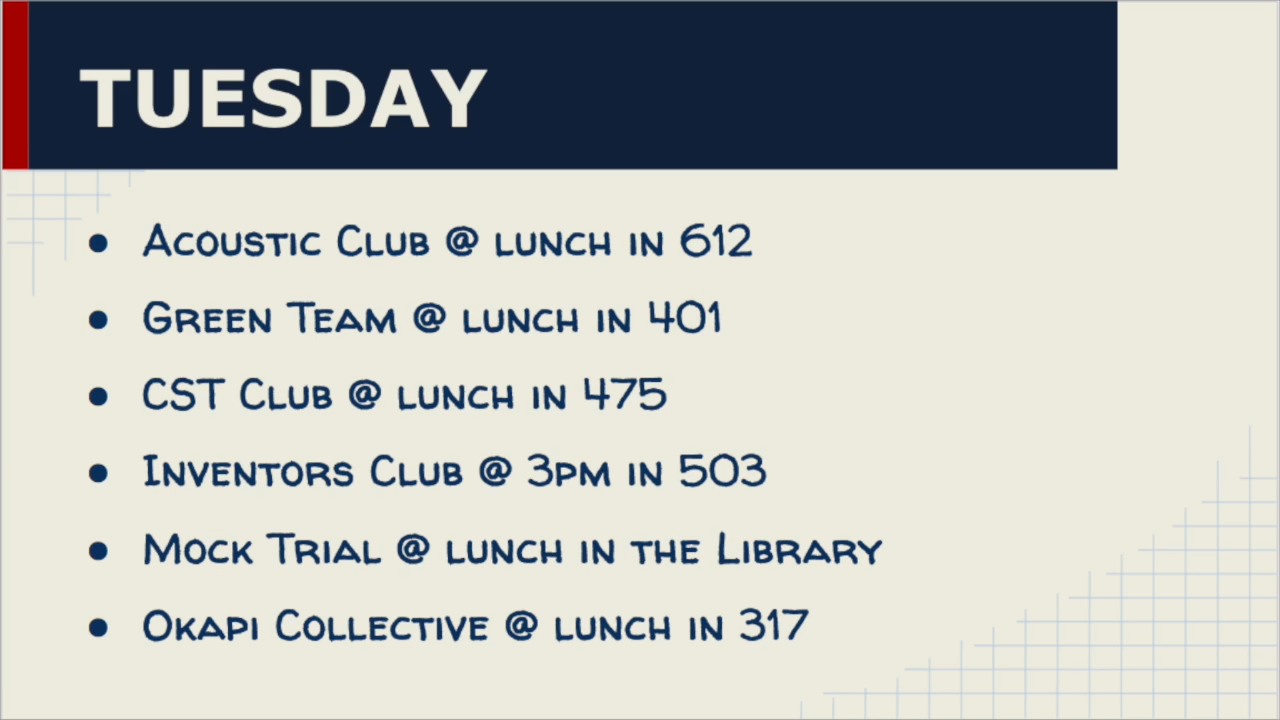 TUESDAY
● Acoustic Club @ lunch in 612
● Green Team @ lunch in 401
● CST Club @ lunch in 475
● Inventors Club @ 3pm in 503
● Mock Trial @ lunch in the Library
● Okapi Collective @ lunch in 317